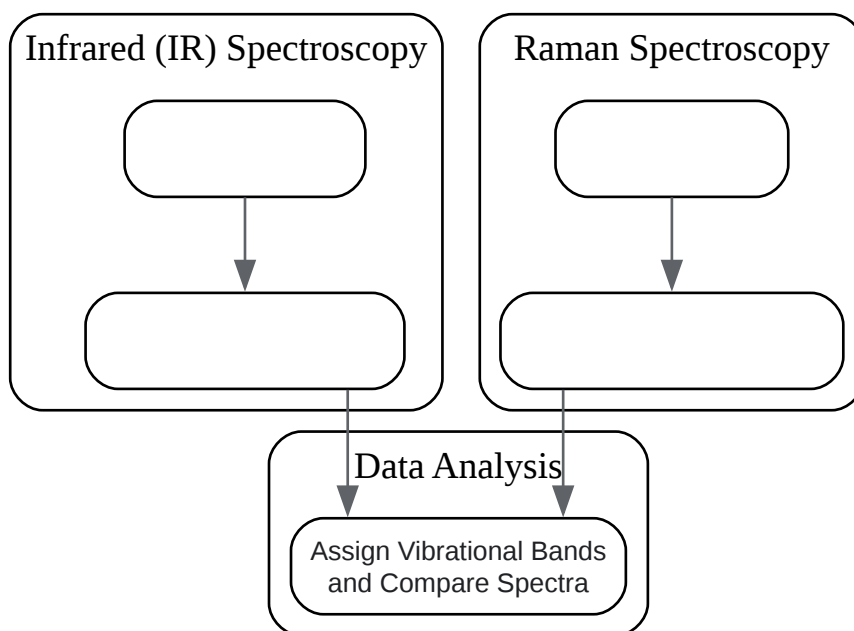 Infrared (IR) Spectroscopy
Raman Spectroscopy
Data Analysis
Assign Vibrational Bands
and Compare Spectra